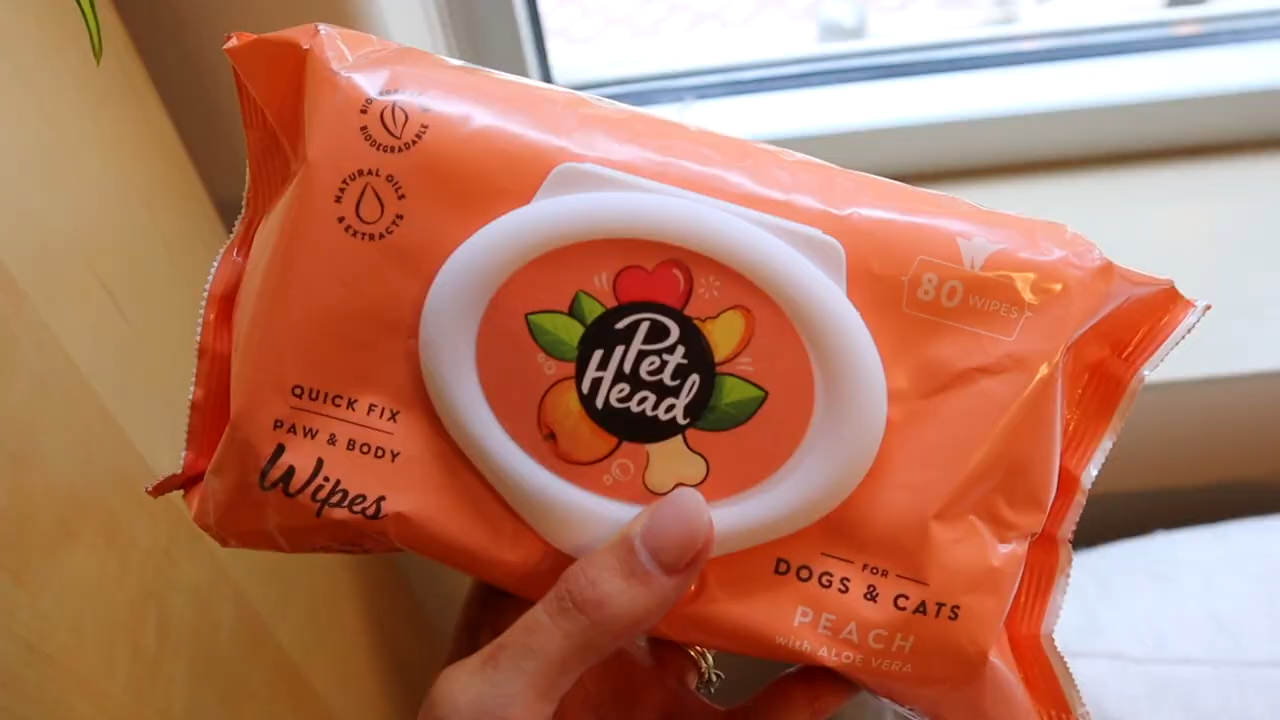 BIODEGRADABLE
BIODEGRADABLE
NATURAL OILS
& EXTRACTS
80 WIPES
Pet
Head
QUICK FIX
PAW & BODY
Wipes
FOR
DOGS & CATS
PEACH
with ALOE VERA